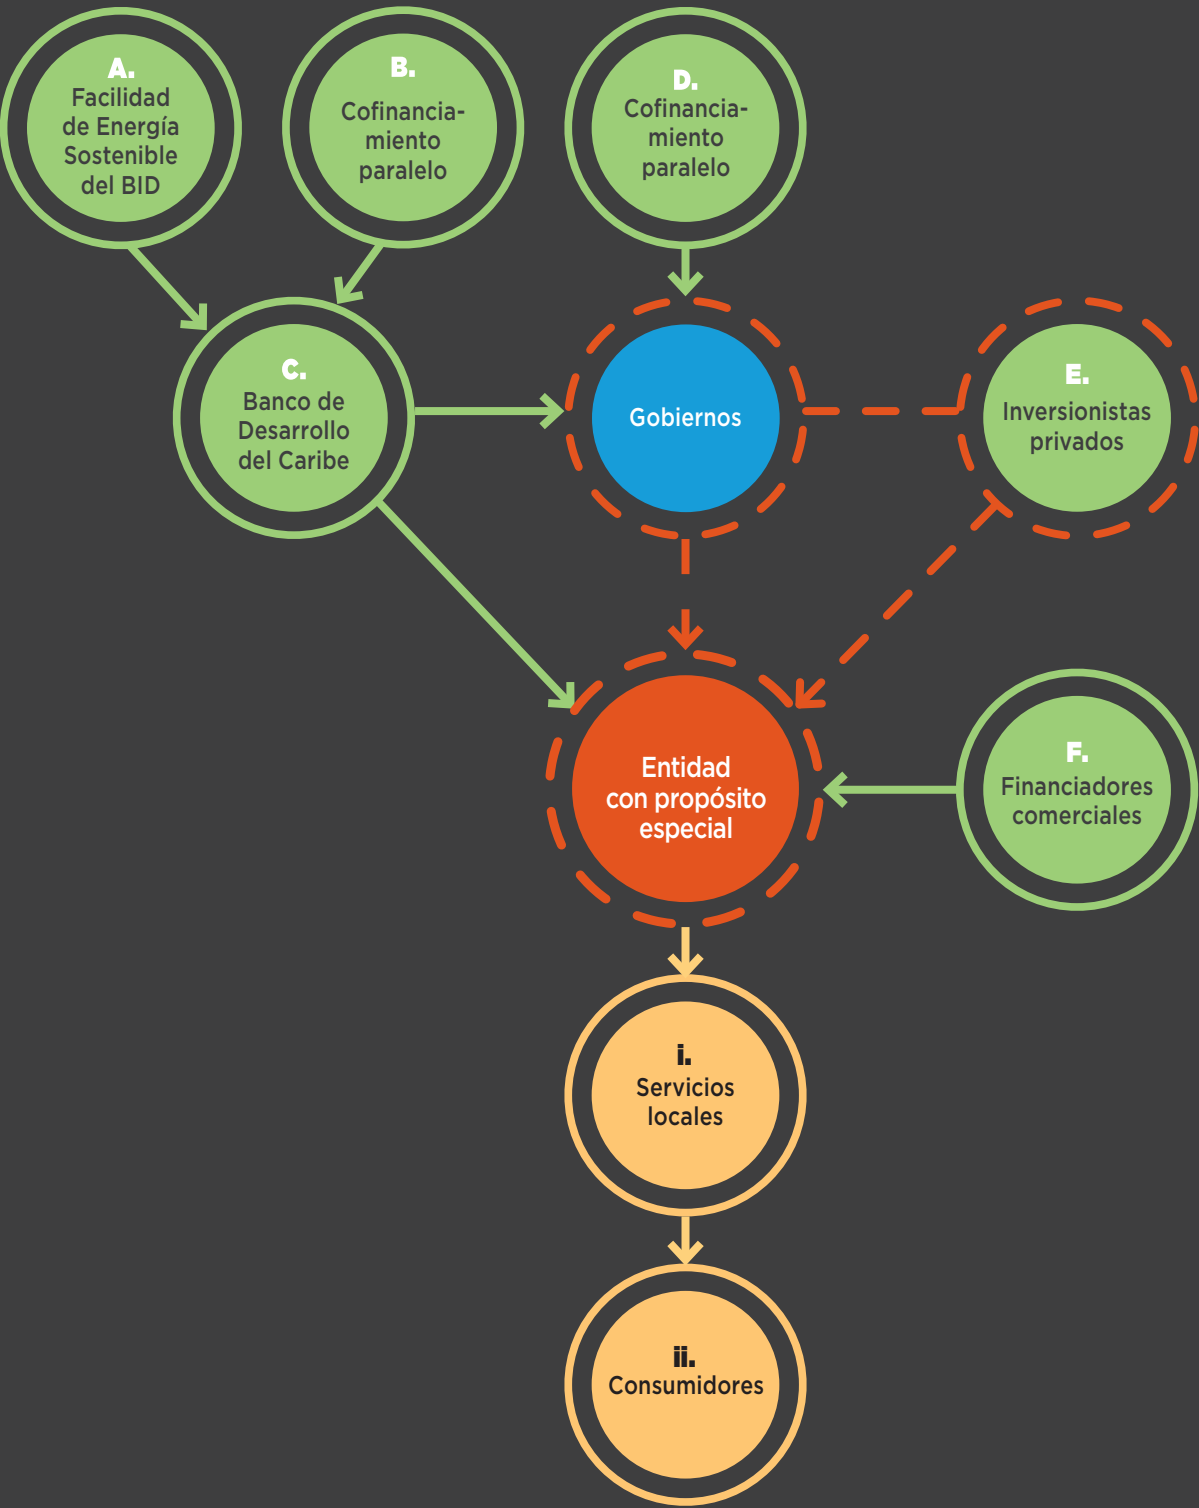 A.
Facilidad
de Energía
Sostenible
del BID
B.
Cofinancia-
miento
paralelo
D.
Cofinancia-
miento
paralelo
C.
Banco de
Desarrollo
del Caribe
Gobiernos
E.
Inversionistas
privados
Entidad
con propósito
especial
F.
Financiadores
comerciales
i.
Servicios
locales
ii.
Consumidores